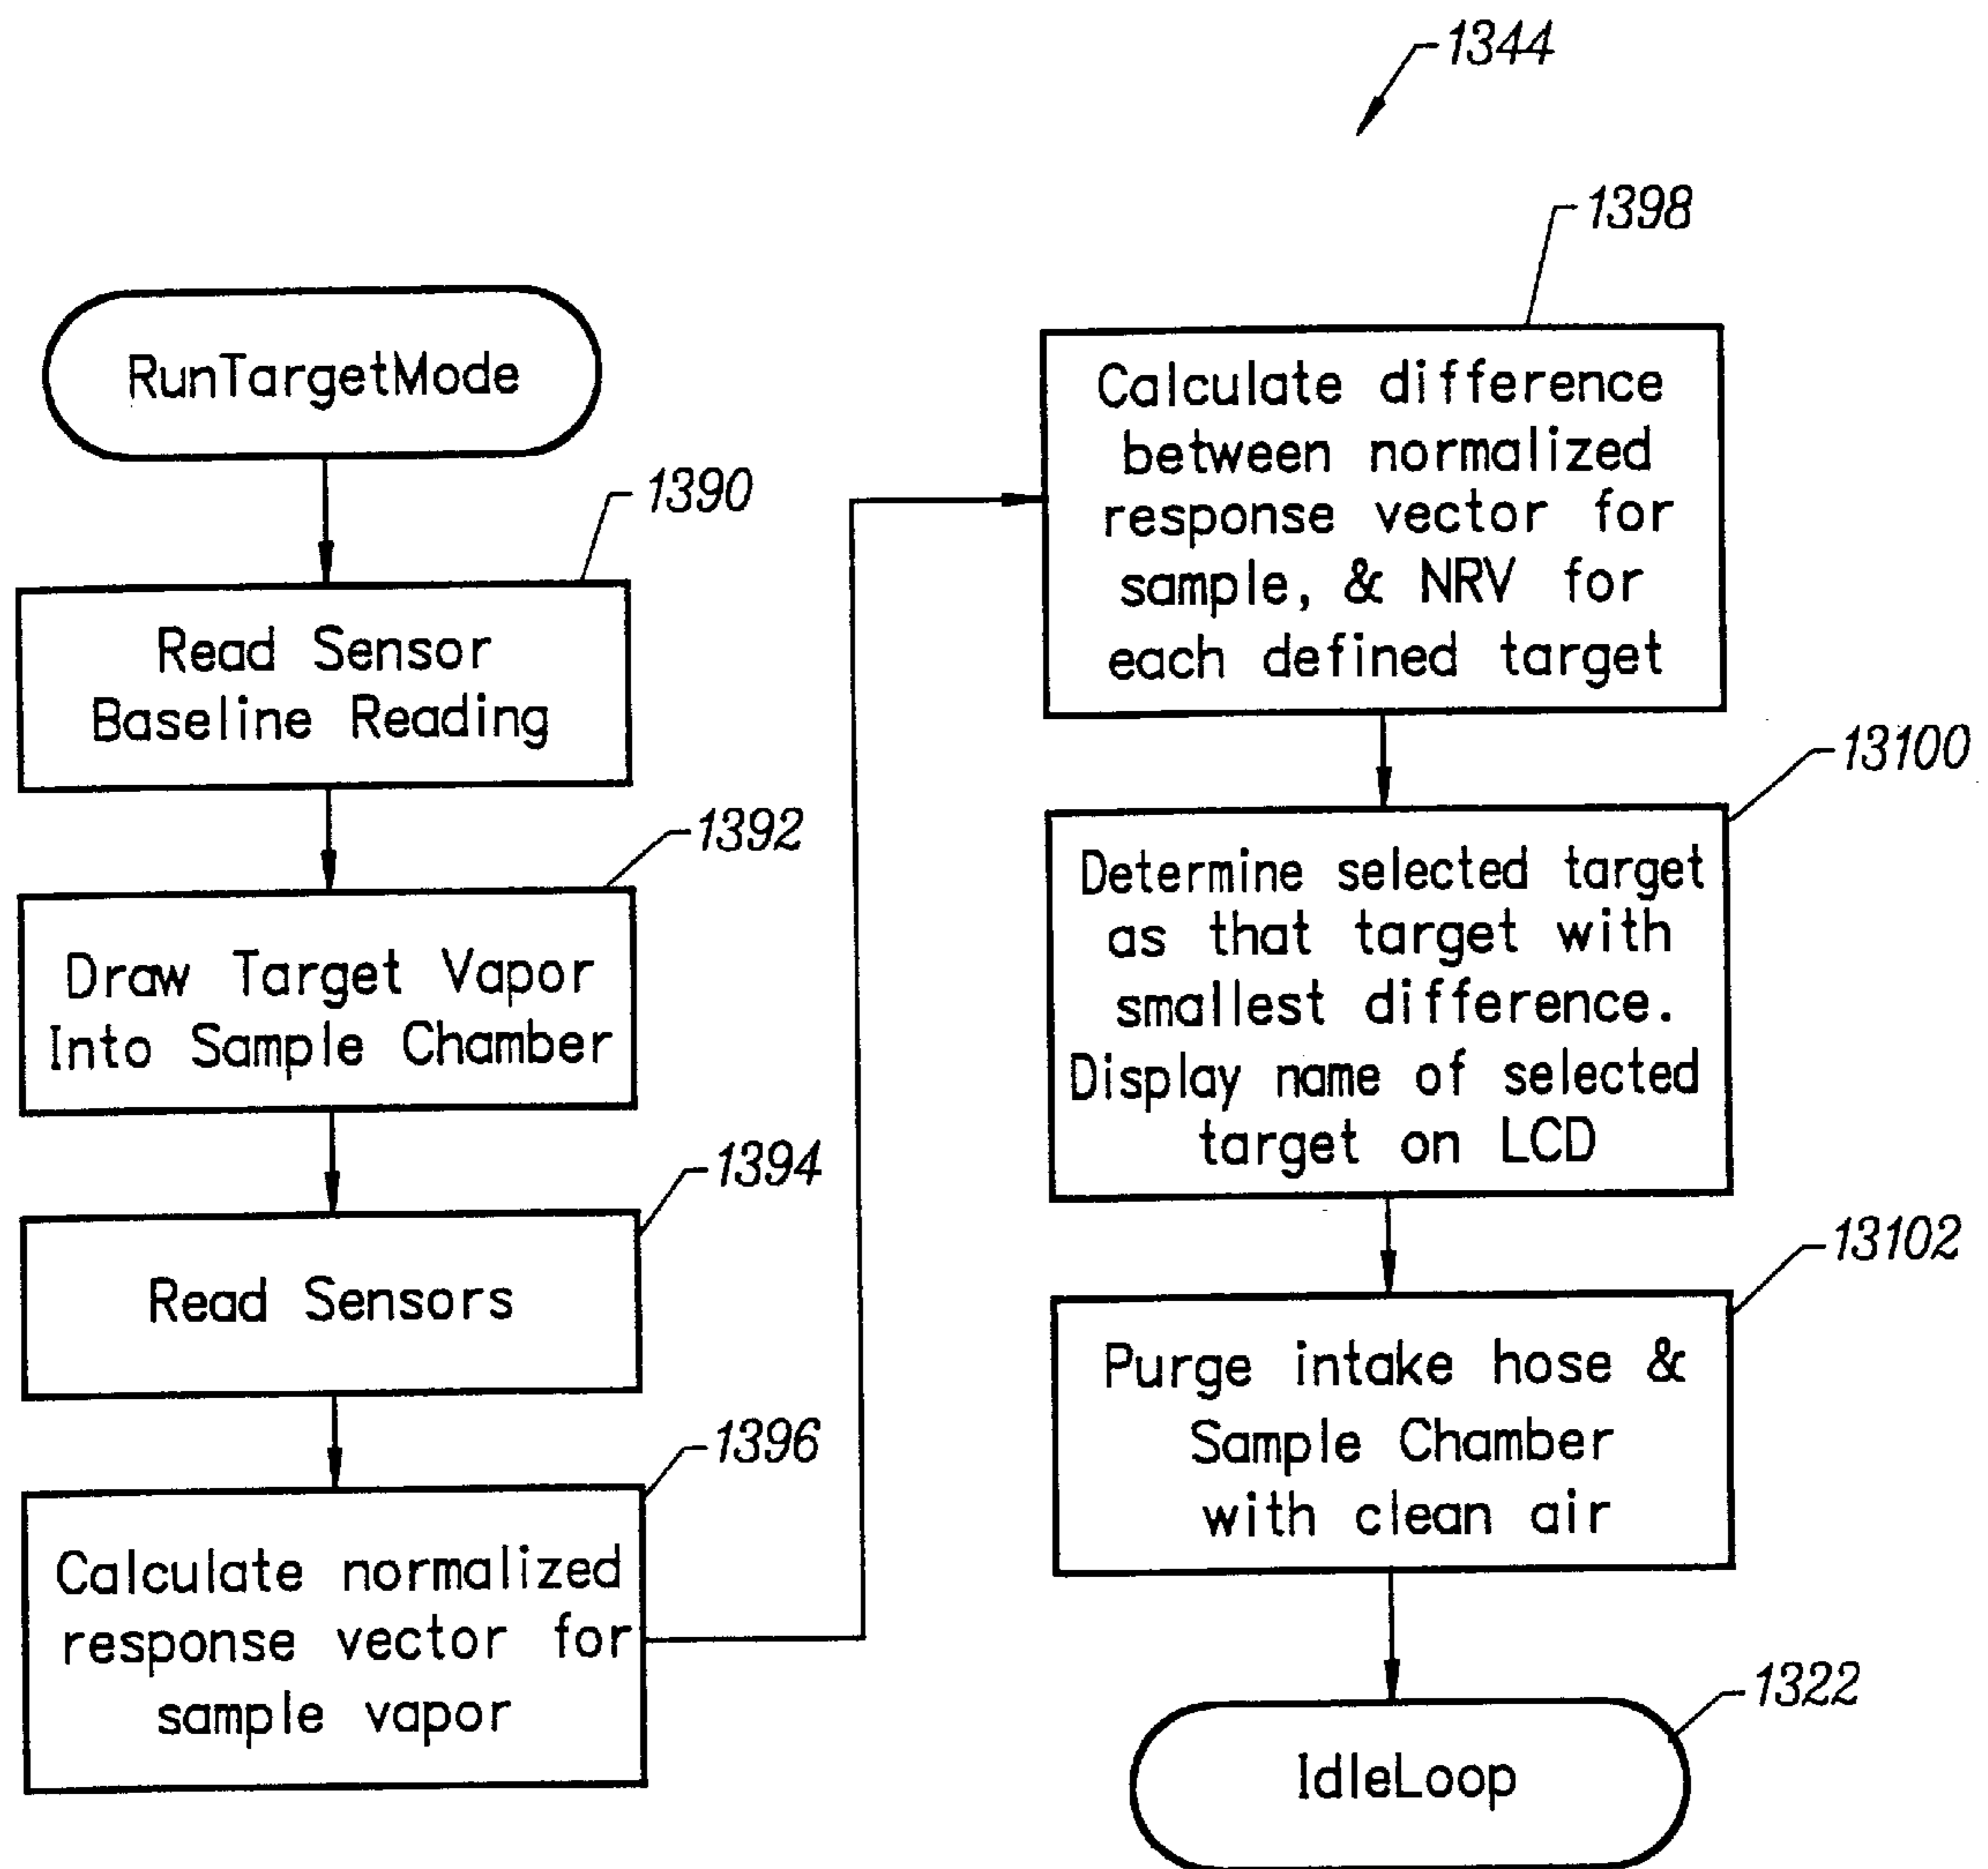 1344
RunTargetMode
1390
Read Sensor
Baseline Reading
1392
Draw Target Vapor
Into Sample Chamber
1394
Read Sensors
1396
Calculate normalized
response vector for
sample vapor
1398
Calculate difference
between normalized
response vector for
sample, & NRV for
each defined target
13100
Determine selected target
as that target with
smallest difference.
Display name of selected
target on LCD
13102
Purge intake hose &
Sample Chamber
with clean air
1322
IdleLoop